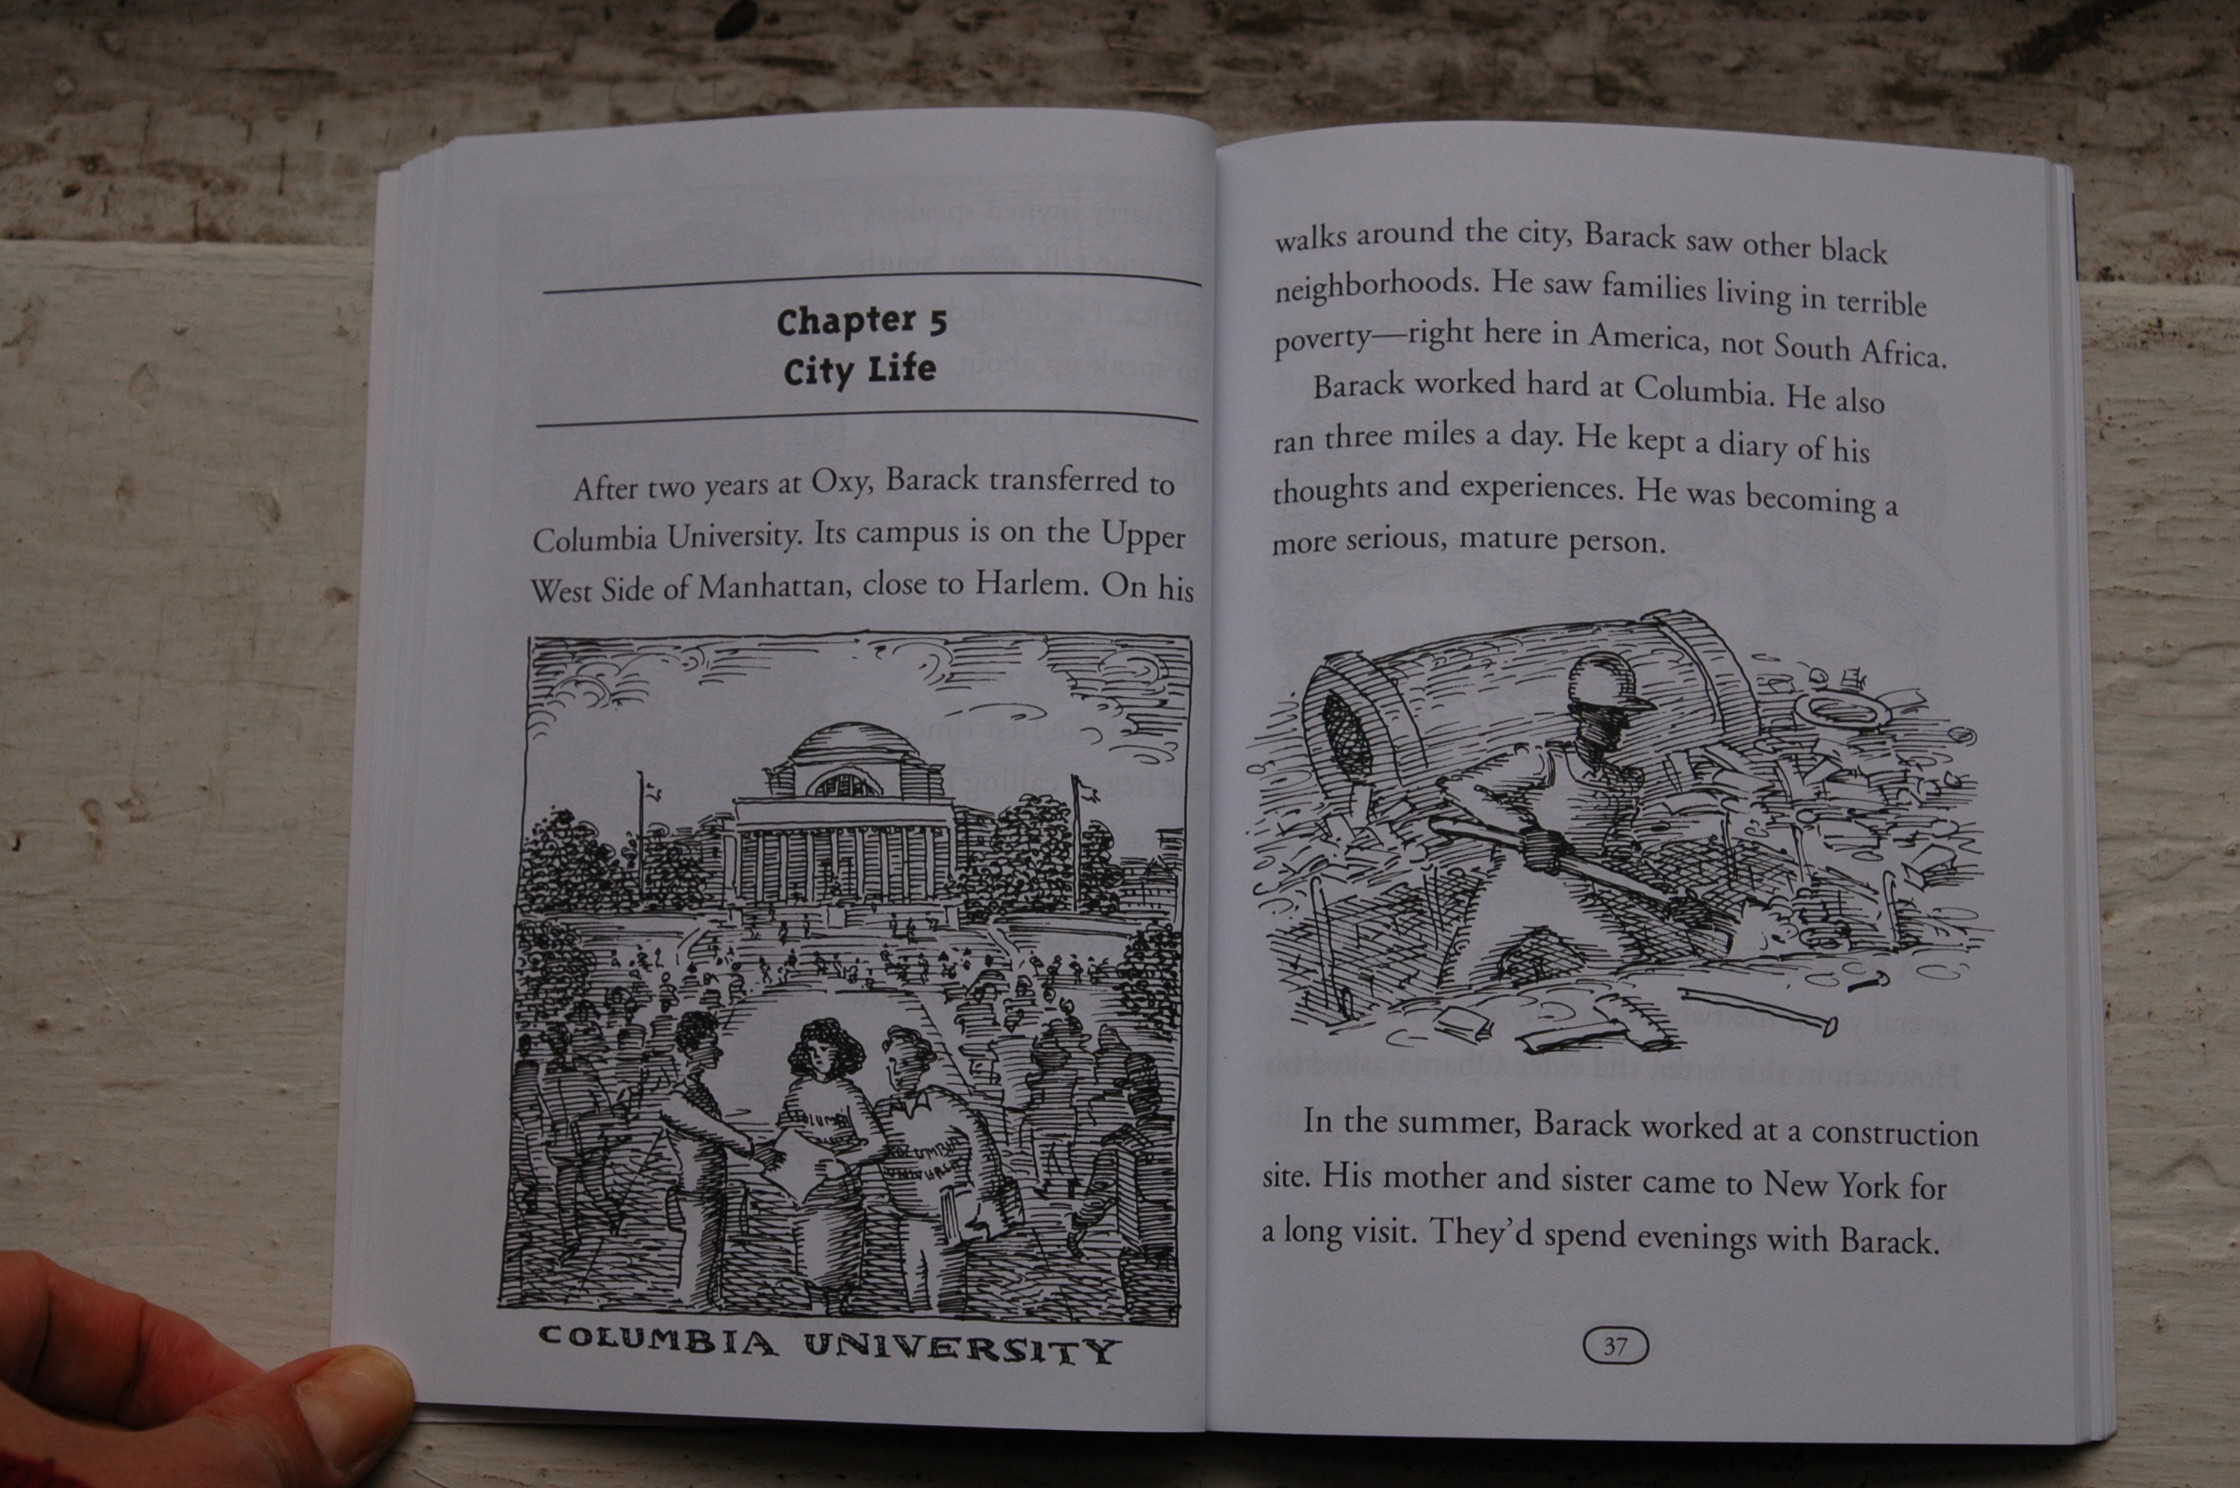 Chapter 5
City Life
After two years at Oxy, Barack transferred to
Columbia University. Its campus is on the Upper
West Side of Manhattan, close to Harlem. On his
COLUMBIA UNIVERSITY
walks around the city, Barack saw other black
neighborhoods. He saw families living in terrible
poverty—right here in America, not South Africa.
Barack worked hard at Columbia. He also
ran three miles a day. He kept a diary of his
thoughts and experiences. He was becoming a
more serious, mature person.
In the summer, Barack worked at a construction
site. His mother and sister came to New York for
a long visit. They'd spend evenings with Barack.
37